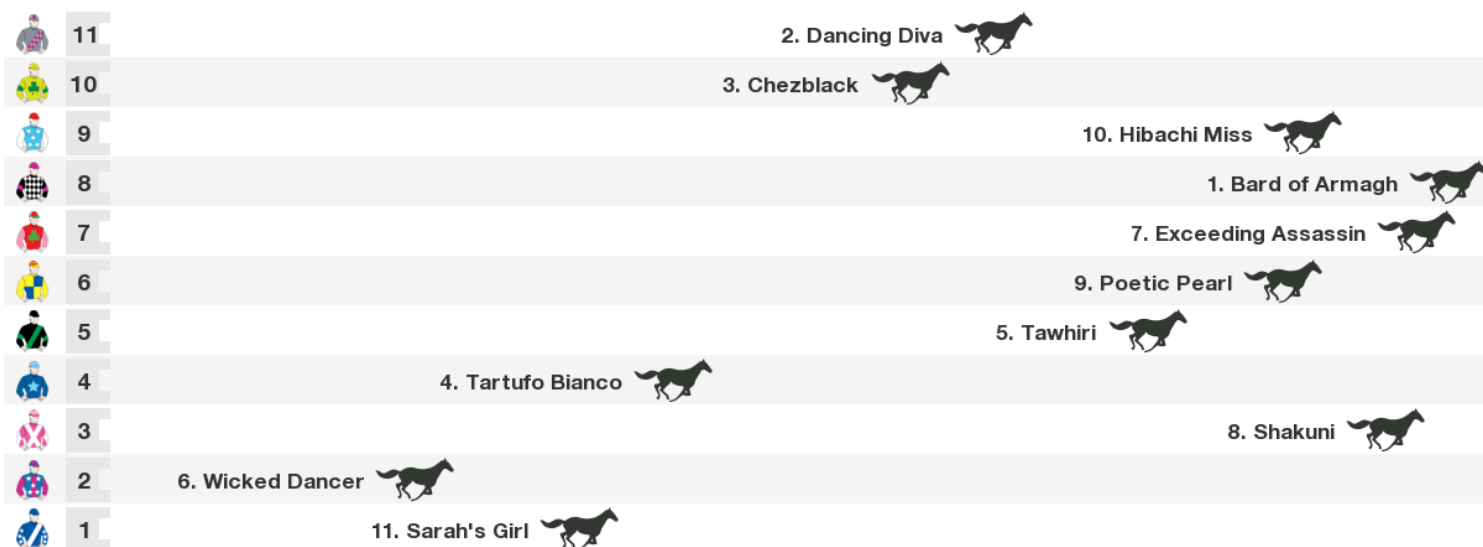 11 2. Dancing Diva
10 3. Chezblack
9 10. Hibachi Miss
8 1. Bard of Armagh
7 7. Exceeding Assassin
6 9. Poetic Pearl
5 5. Tawhiri
4 4. Tartufo Bianco
3 8. Shakuni
2 6. Wicked Dancer
1 11. Sarah's Girl